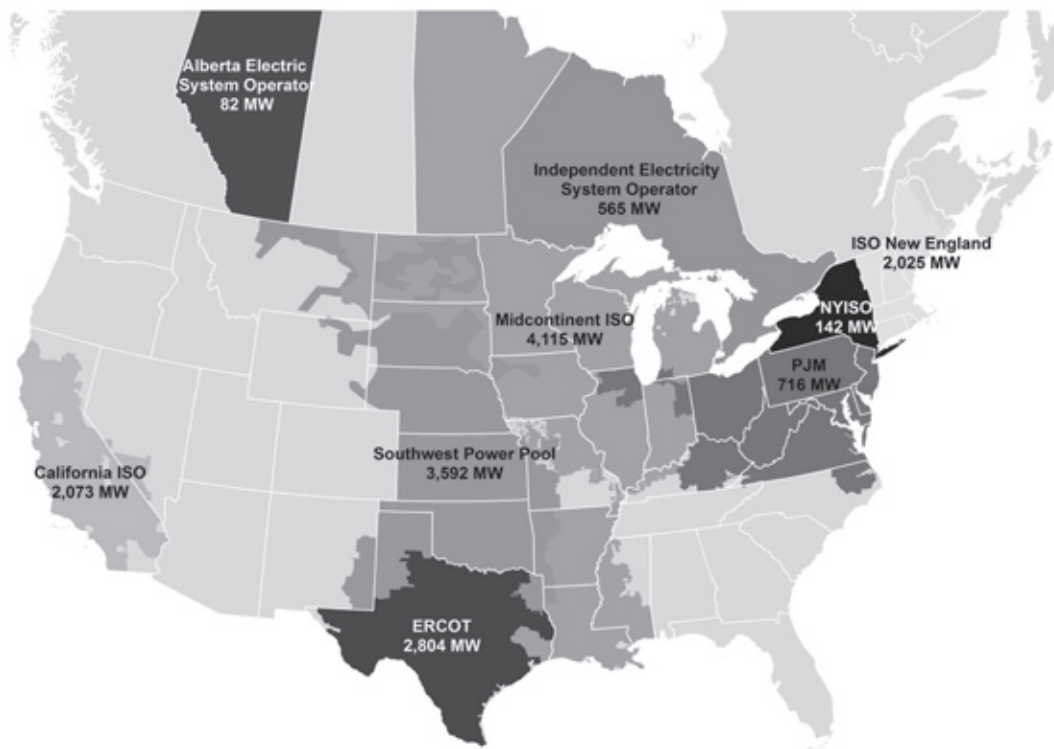 Alberta Electric
System Operator
82 MW
Independent Electricity
System Operator
565 MW
ISO New England
2,025 MW
NYISO
142 MW
Midcontinent ISO
4,115 MW
PJM
716 MW
Southwest Power Pool
3,592 MW
California ISO
2,073 MW
ERCOT
2,804 MW